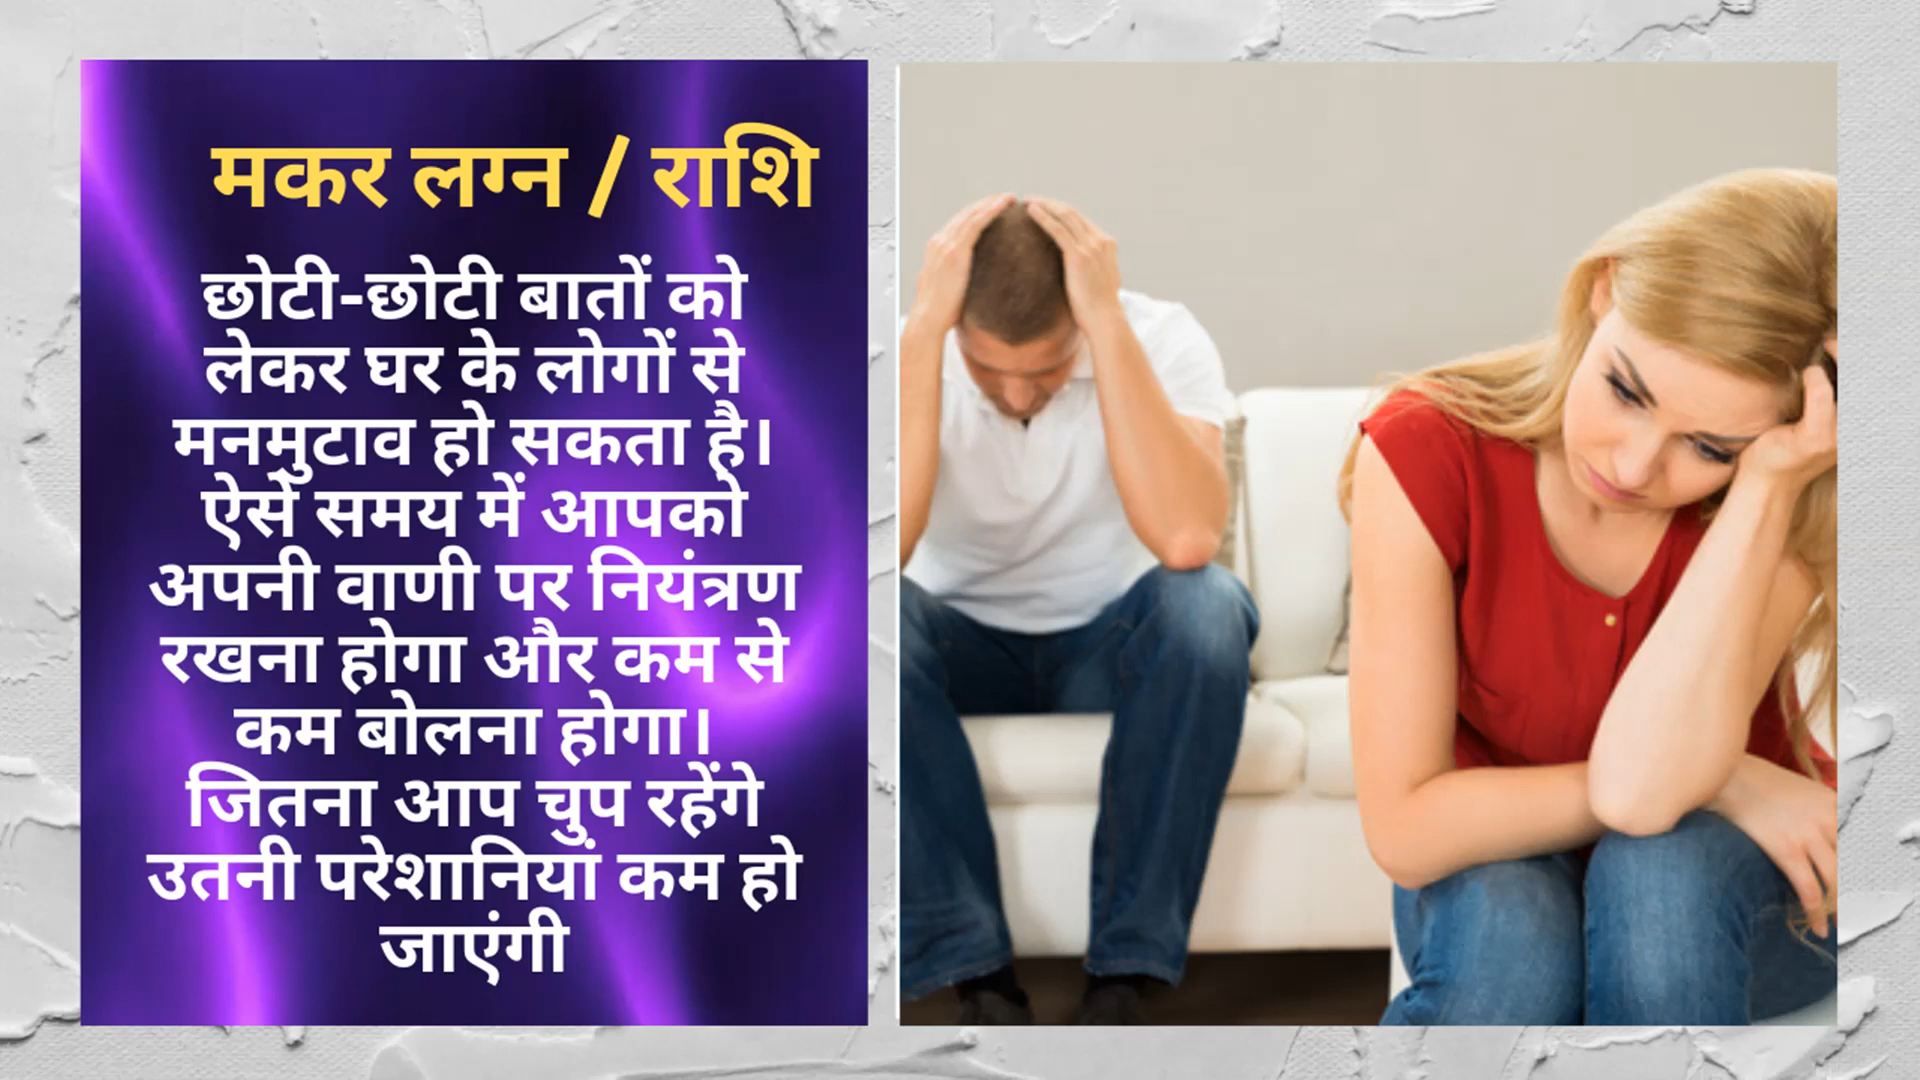 मकर लग्न / राशि
छोटी-छोटी बातों को
लेकर घर के लोगों से
मनमुटाव हो सकता है।
ऐसे समय में आपको
अपनी वाणी पर नियंत्रण
रखना होगा और कम से
कम बोलना होगा।
जितना आप चुप रहेंगे
उतनी परेशानियां कम हो
जाएंगी